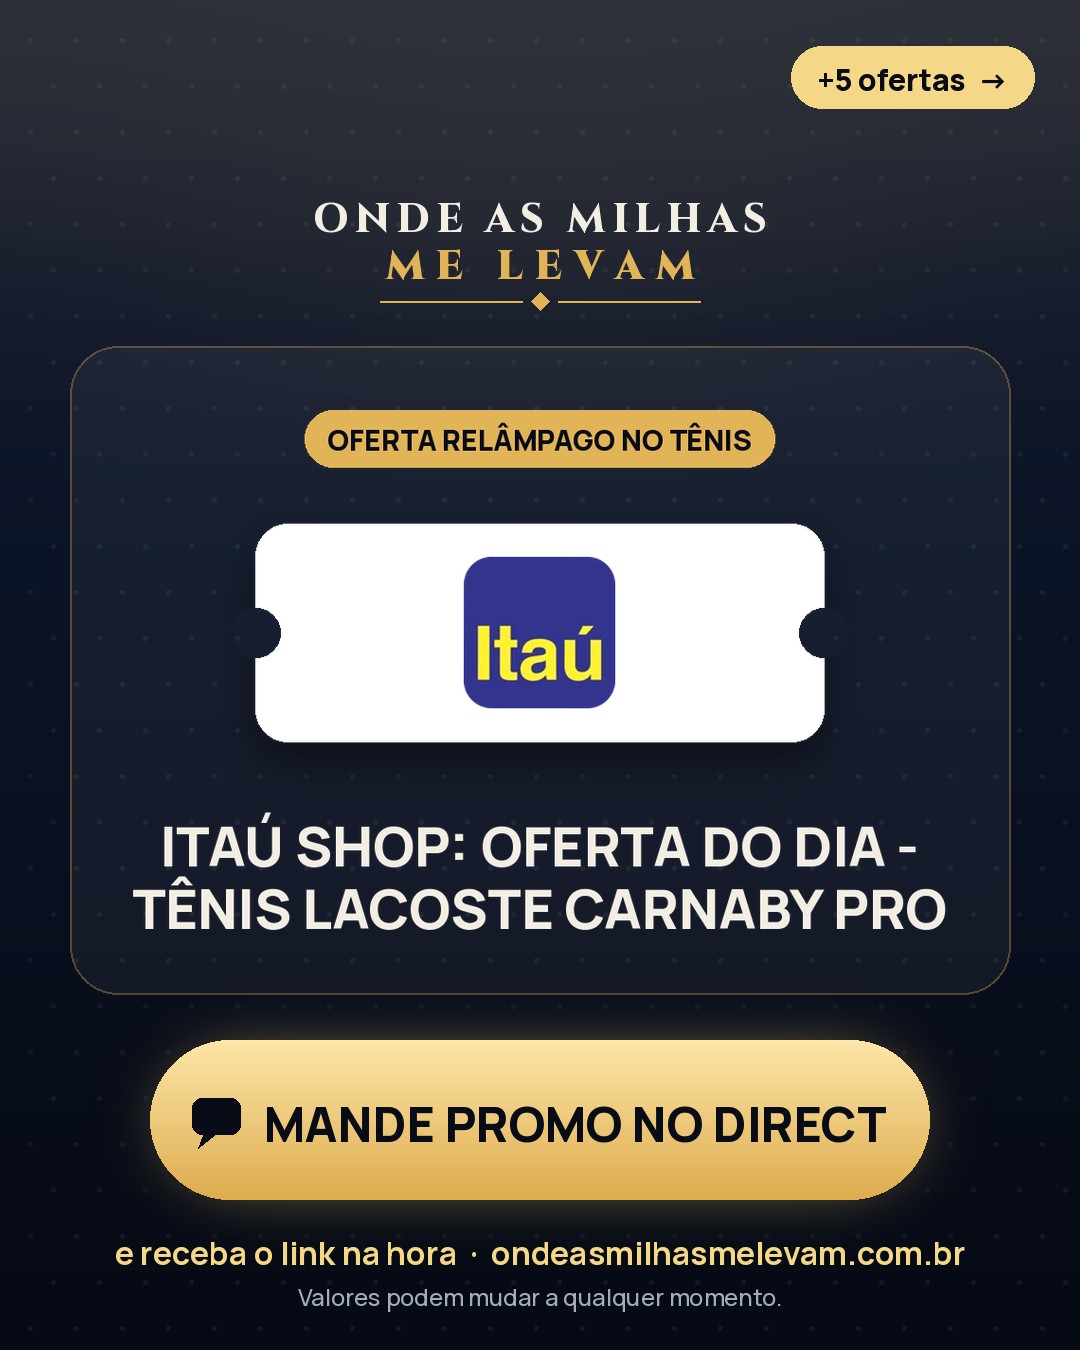 +5 ofertas →
ONDE AS MILHAS
ME LEVAM
OFERTA RELÂMPAGO NO TÊNIS
Itaú
ITAÚ SHOP: OFERTA DO DIA -
TÊNIS LACOSTE CARNABY PRO
MANDE PROMO NO DIRECT
e receba o link na hora · ondeasmilhasmelevam.com.br
Valores podem mudar a qualquer momento.